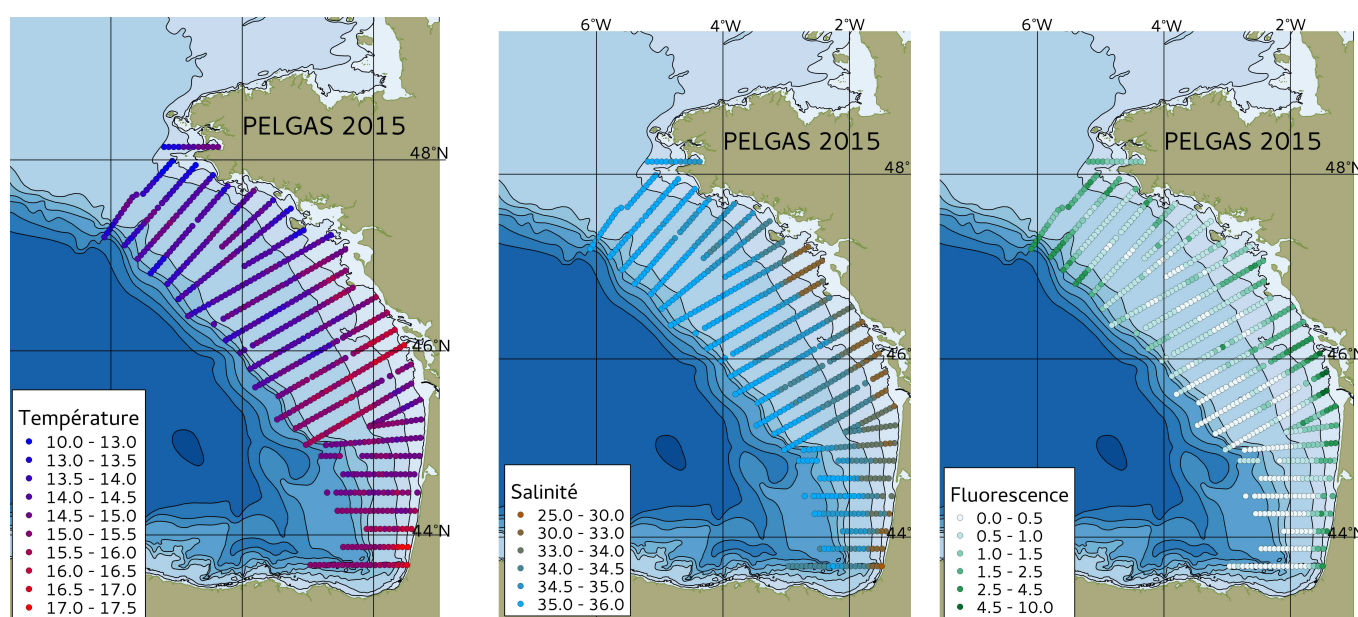 PELGAS 2015
48°N
46°N
44°N
Température
10.0 - 13.0
13.0 - 13.5
13.5 - 14.0
14.0 - 14.5
14.5 - 15.0
15.0 - 15.5
15.5 - 16.0
16.0 - 16.5
16.5 - 17.0
17.0 - 17.5
6°W 4°W 2°W
PELGAS 2015
48°N
46°N
44°N
Salinité
25.0 - 30.0
30.0 - 33.0
33.0 - 34.0
34.0 - 34.5
34.5 - 35.0
35.0 - 36.0
6°W 4°W 2°W
PELGAS 2015
48°N
46°N
44°N
Fluorescence
0.0 - 0.5
0.5 - 1.0
1.0 - 1.5
1.5 - 2.5
2.5 - 4.5
4.5 - 10.0